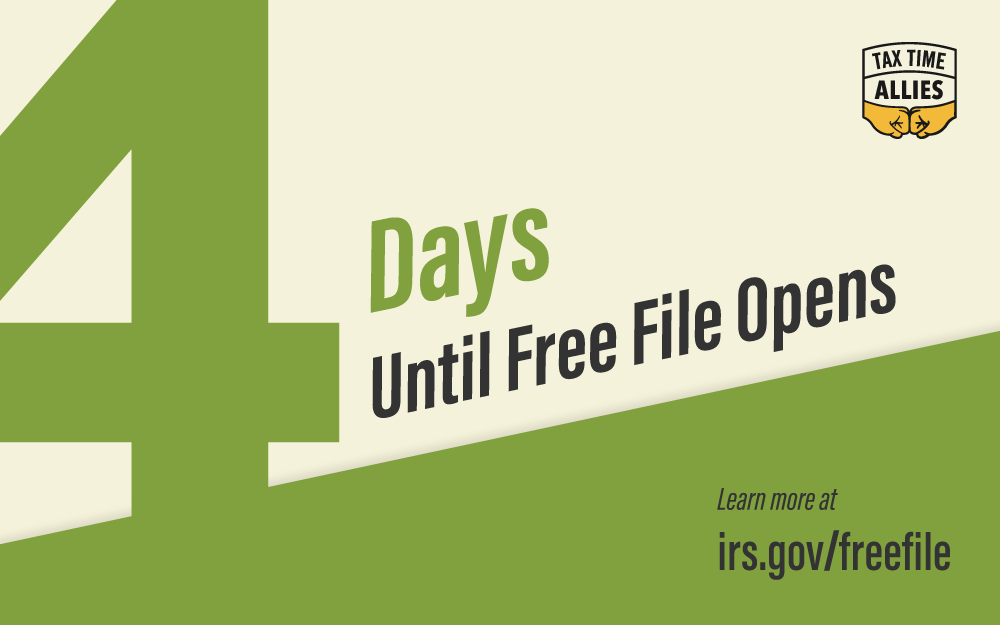 TAX TIME
ALLIES
4
Days
Until Free File Opens
Learn more at
irs.gov/freefile